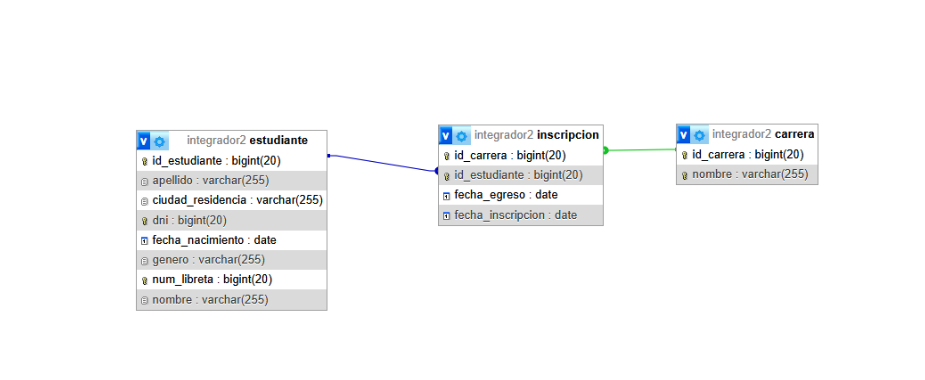 v integrador2 estudiante
id_estudiante : bigint(20)
apellido : varchar(255)
ciudad_residencia : varchar(255)
dni : bigint(20)
fecha_nacimiento : date
genero : varchar(255)
num_libreta : bigint(20)
nombre : varchar(255)
v integrador2 inscripcion
id_carrera : bigint(20)
id_estudiante : bigint(20)
fecha_egreso : date
fecha_inscripcion : date
v integrador2 carrera
id_carrera : bigint(20)
nombre : varchar(255)